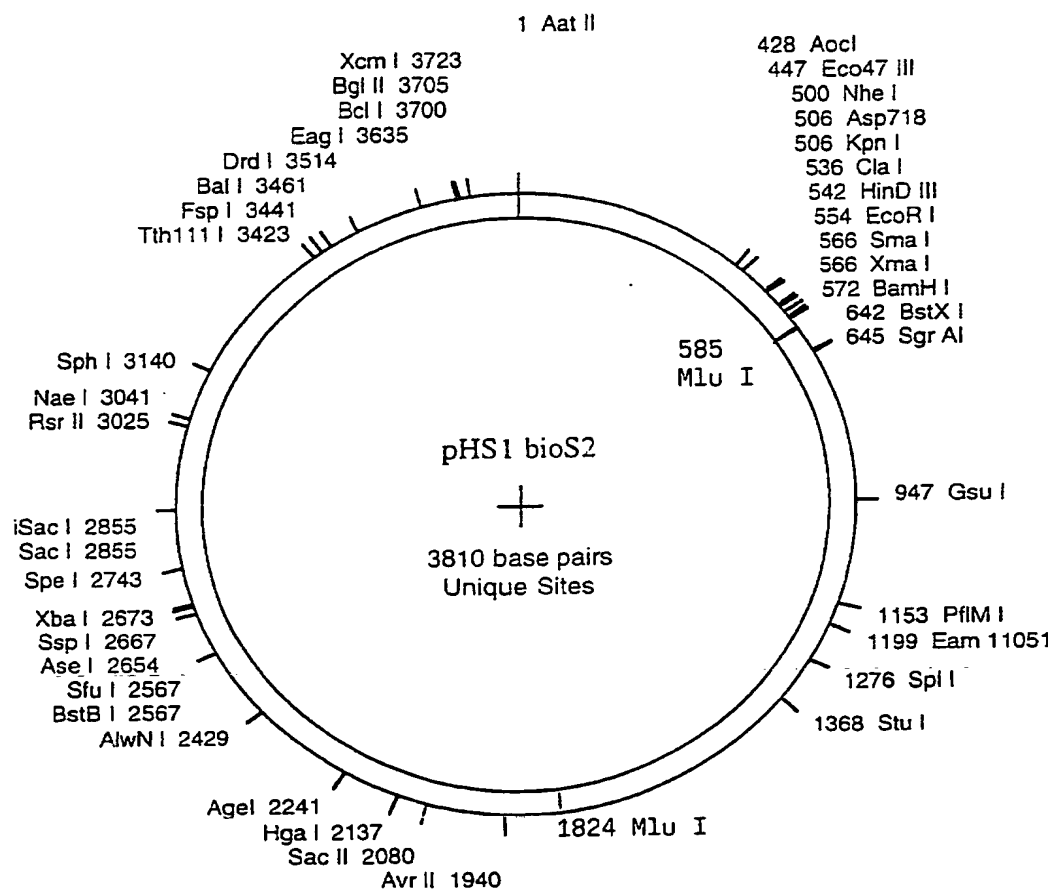 1 Aat II
428 AocI
447 Eco47 III
500 Nhe I
506 Asp718
506 Kpn I
536 Cla I
542 HinD III
554 EcoR I
566 Sma I
566 Xma I
572 BamH I
642 BstX I
645 Sgr AI
585
Mlu I
947 Gsu I
1153 PflM I
1199 Eam 11051
1276 Spl I
1368 Stu I
1824 Mlu I
Avr II 1940
Sac II 2080
Hga I 2137
AgeI 2241
AlwN I 2429
BstB I 2567
Sfu I 2567
Ase I 2654
Ssp I 2667
Xba I 2673
Spe I 2743
Sac I 2855
iSac I 2855
Rsr II 3025
Nae I 3041
Sph I 3140
Tth111 I 3423
Fsp I 3441
Bal I 3461
Drd I 3514
Eag I 3635
Bcl I 3700
Bgl II 3705
Xcm I 3723
pHS1 bioS2
3810 base pairs
Unique Sites